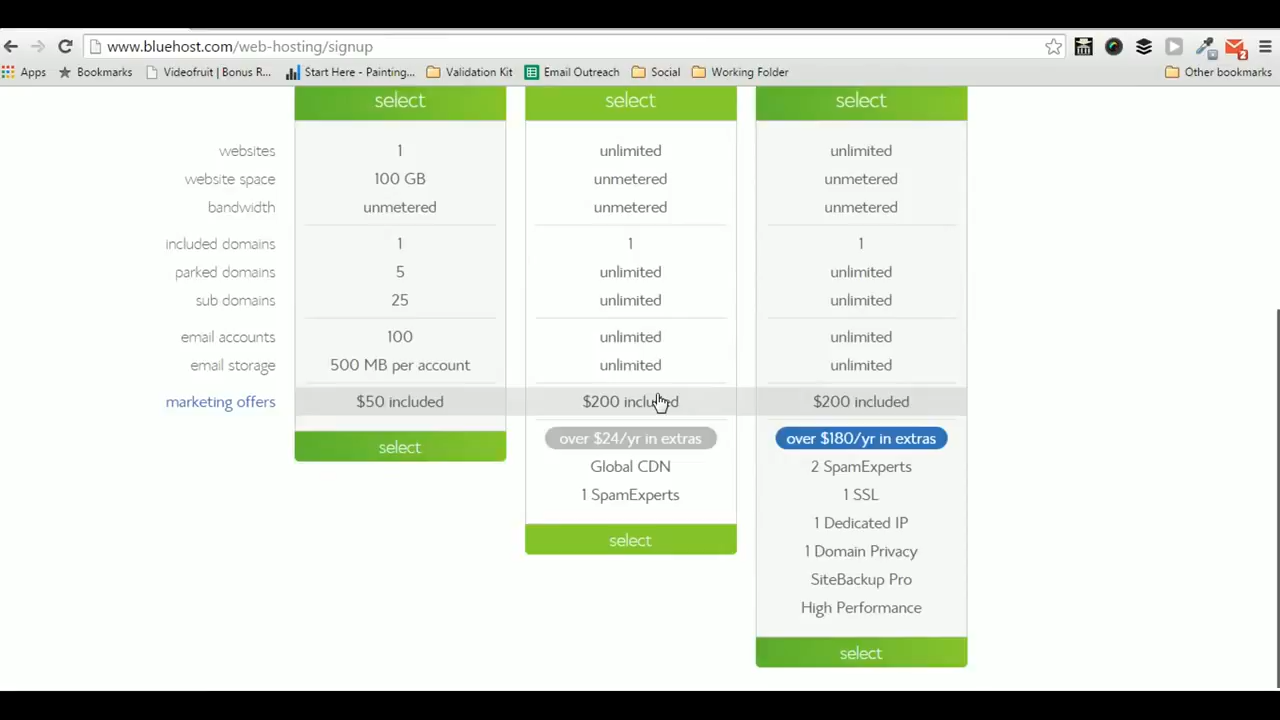 www.bluehost.com/web-hosting/signup
Apps Bookmarks Videofruit | Bonus R... Start Here - Painting... Validation Kit Email Outreach Social Working Folder Other bookmarks
2
select select select
websites 1 unlimited unlimited
website space 100 GB unmetered unmetered
bandwidth unmetered unmetered unmetered
included domains 1 1 1
parked domains 5 unlimited unlimited
sub domains 25 unlimited unlimited
email accounts 100 unlimited unlimited
email storage 500 MB per account unlimited unlimited
marketing offers $50 included $200 included $200 included
over $24/yr in extras over $180/yr in extras
select
Global CDN 2 SpamExperts
1 SpamExperts 1 SSL
1 Dedicated IP
select
1 Domain Privacy
SiteBackup Pro
High Performance
select